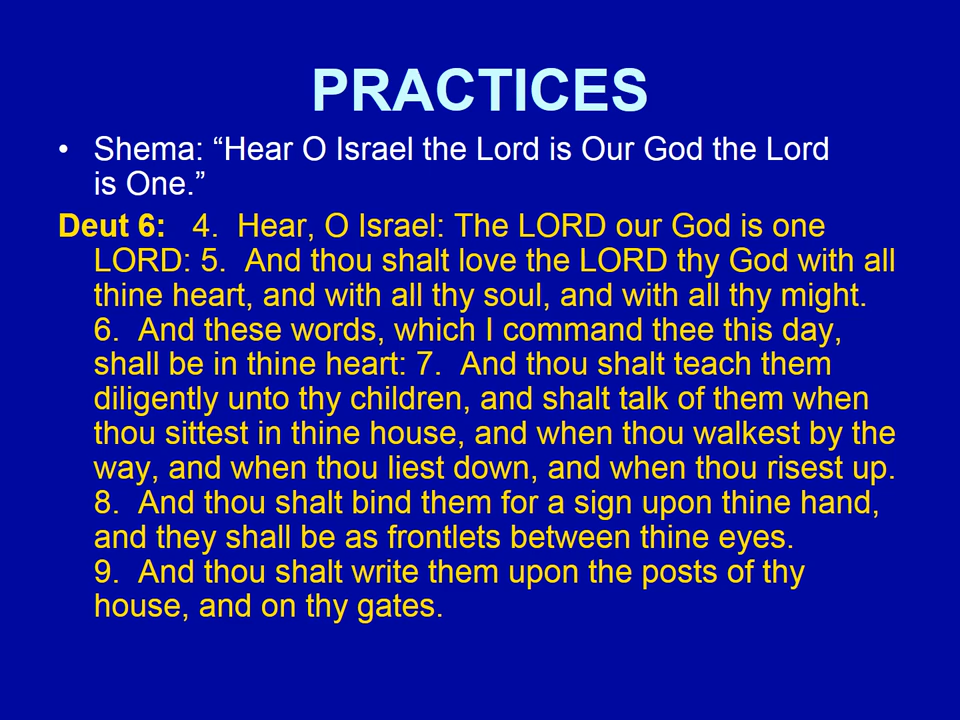 PRACTICES
• Shema: “Hear O Israel the Lord is Our God the Lord
is One.”
Deut 6: 4. Hear, O Israel: The LORD our God is one
LORD: 5. And thou shalt love the LORD thy God with all
thine heart, and with all thy soul, and with all thy might.
6. And these words, which I command thee this day,
shall be in thine heart: 7. And thou shalt teach them
diligently unto thy children, and shalt talk of them when
thou sittest in thine house, and when thou walkest by the
way, and when thou liest down, and when thou risest up.
8. And thou shalt bind them for a sign upon thine hand,
and they shall be as frontlets between thine eyes.
9. And thou shalt write them upon the posts of thy
house, and on thy gates.